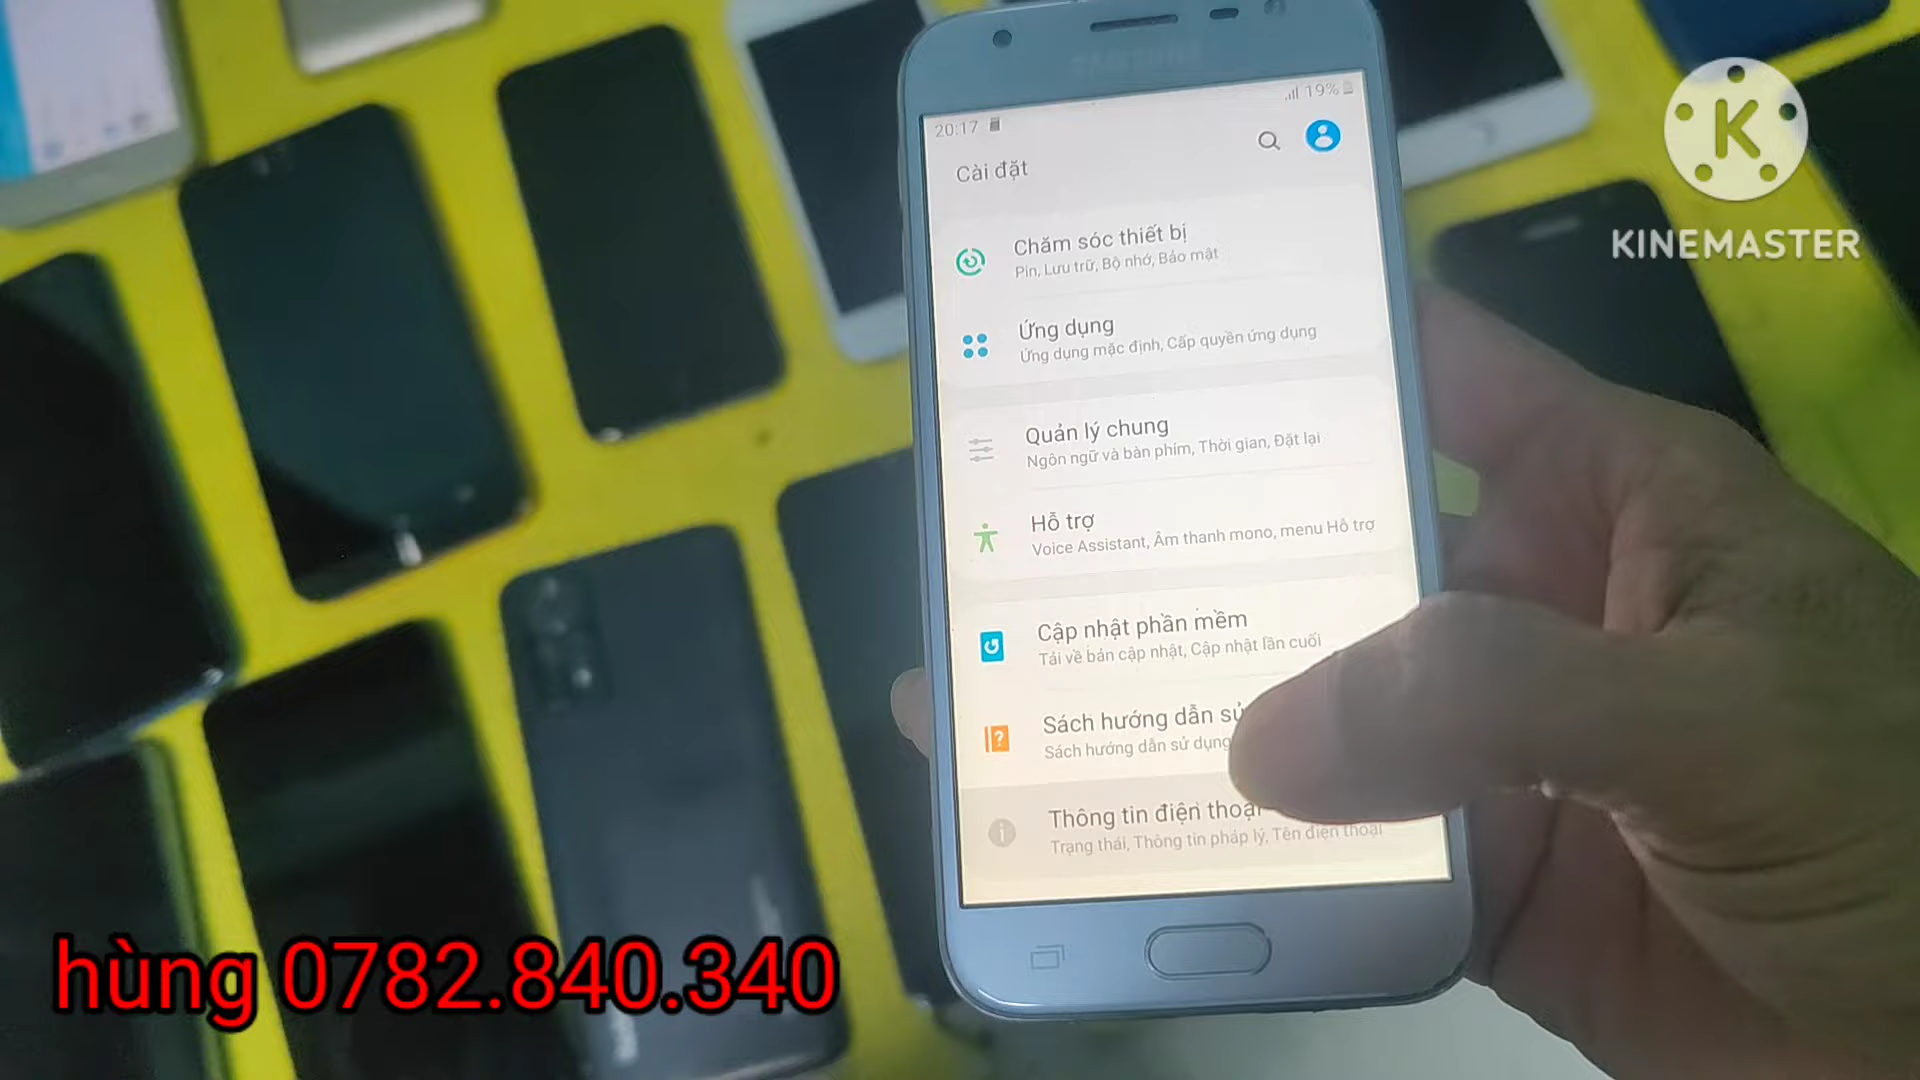 SAMSUNG
20:17
19%
Cài đặt
Chăm sóc thiết bị
Pin, Lưu trữ, Bộ nhớ, Bảo mật
Ứng dụng
Ứng dụng mặc định, Cấp quyền ứng dụng
Quản lý chung
Ngôn ngữ và bàn phím, Thời gian, Đặt lại
Hỗ trợ
Voice Assistant, Âm thanh mono, menu Hỗ trợ
Cập nhật phần mềm
Tải về bản cập nhật, Cập nhật lần cuối
Sách hướng dẫn sử
Sách hướng dẫn sử dụng
Thông tin điện thoại
Trạng thái, Thông tin pháp lý, Tên điện thoại
K
KINEMASTER
hùng 0782.840.340